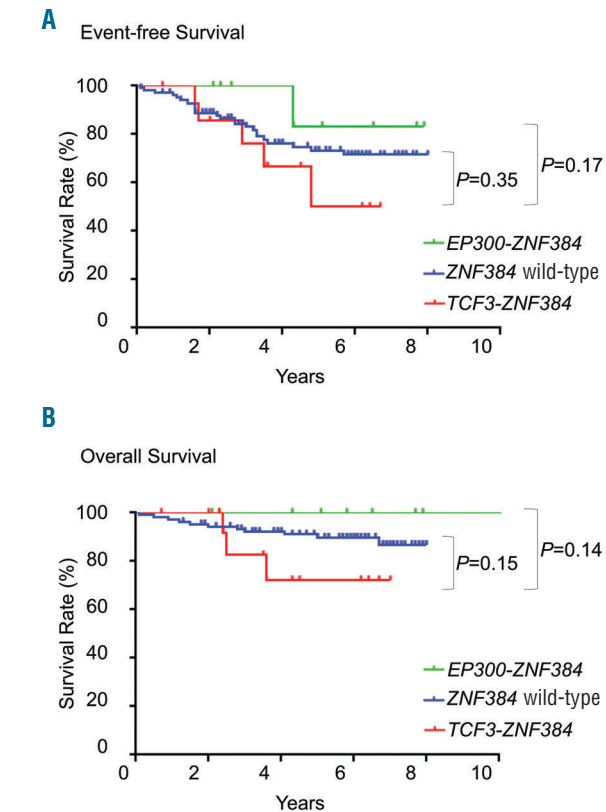 A
Event-free Survival
100
80
60
40
20
0
Survival Rate (%)
P=0.35
P=0.17
EP300-ZNF384
ZNF384 wild-type
TCF3-ZNF384
0 2 4 6 8 10
Years
B
Overall Survival
100
80
60
40
20
0
Survival Rate (%)
P=0.15
P=0.14
EP300-ZNF384
ZNF384 wild-type
TCF3-ZNF384
0 2 4 6 8 10
Years